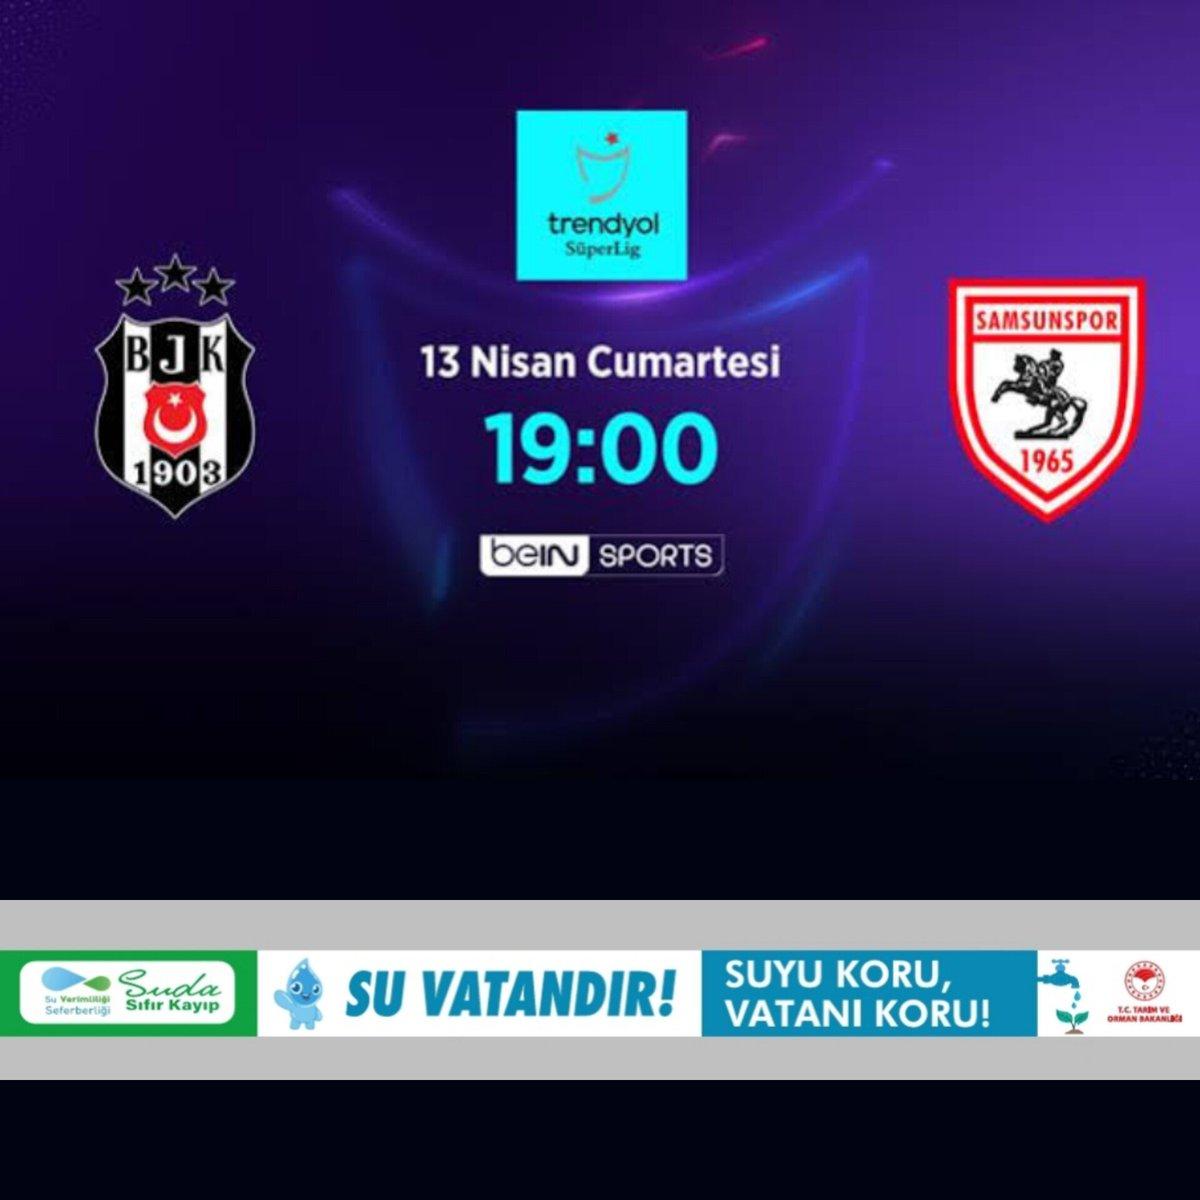 trendyol
SüperLig
BJK
1903
13 Nisan Cumartesi
19:00
beIN SPORTS
SAMSUNSPOR
1965
Su Verimliliği
Seferberliği
Suda
Sıfır Kayıp
SU VATANDIR!
SUYU KORU,
VATANI KORU!
T.C. TARIM VE
ORMAN BAKANLIĞI